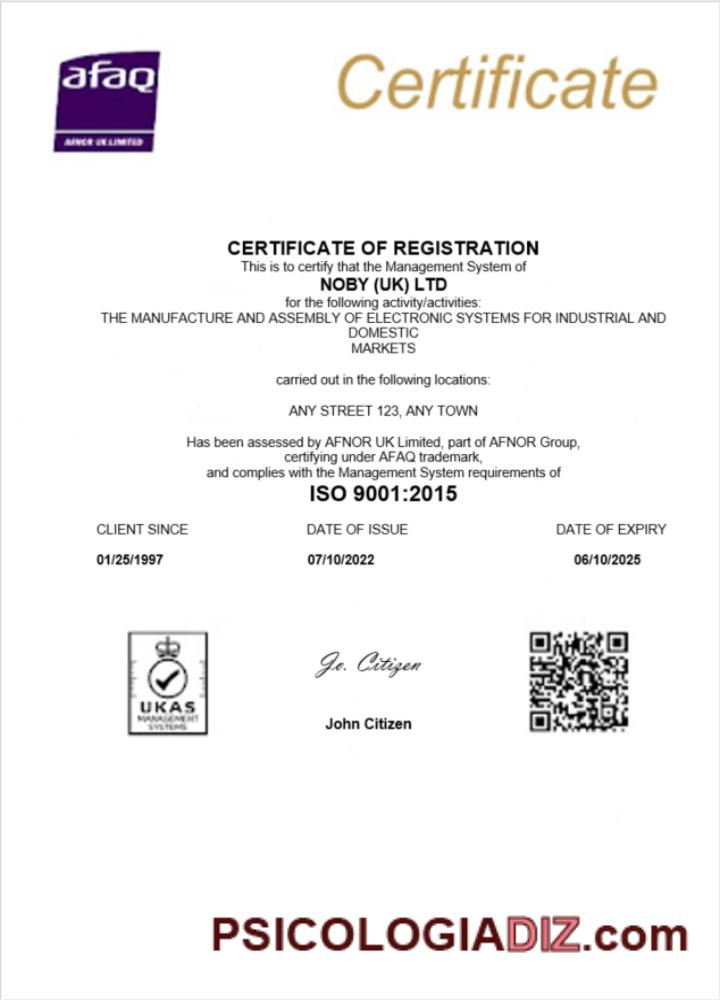 afaq
AFNOR UK LIMITED
Certificate
CERTIFICATE OF REGISTRATION
This is to certify that the Management System of
NOBY (UK) LTD
for the following activity/activities:
THE MANUFACTURE AND ASSEMBLY OF ELECTRONIC SYSTEMS FOR INDUSTRIAL AND
DOMESTIC
MARKETS
carried out in the following locations:
ANY STREET 123, ANY TOWN
Has been assessed by AFNOR UK Limited, part of AFNOR Group,
certifying under AFAQ trademark,
and complies with the Management System requirements of
ISO 9001:2015
CLIENT SINCE DATE OF ISSUE DATE OF EXPIRY
01/25/1997 07/10/2022 06/10/2025
Jo. Citizen
UKAS
MANAGEMENT
SYSTEMS
John Citizen
PSICOLOGIADIZ.com